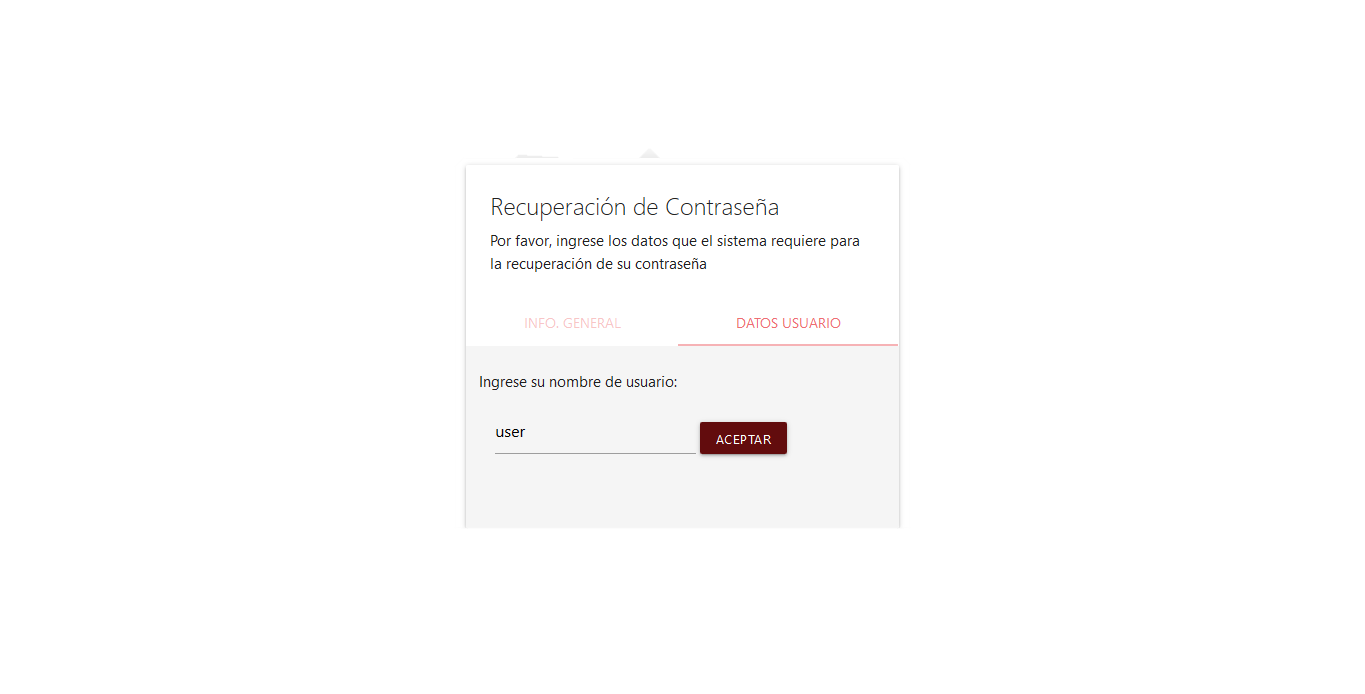 Recuperación de Contraseña
Por favor, ingrese los datos que el sistema requiere para
la recuperación de su contraseña
INFO. GENERAL
DATOS USUARIO
Ingrese su nombre de usuario:
user
ACEPTAR